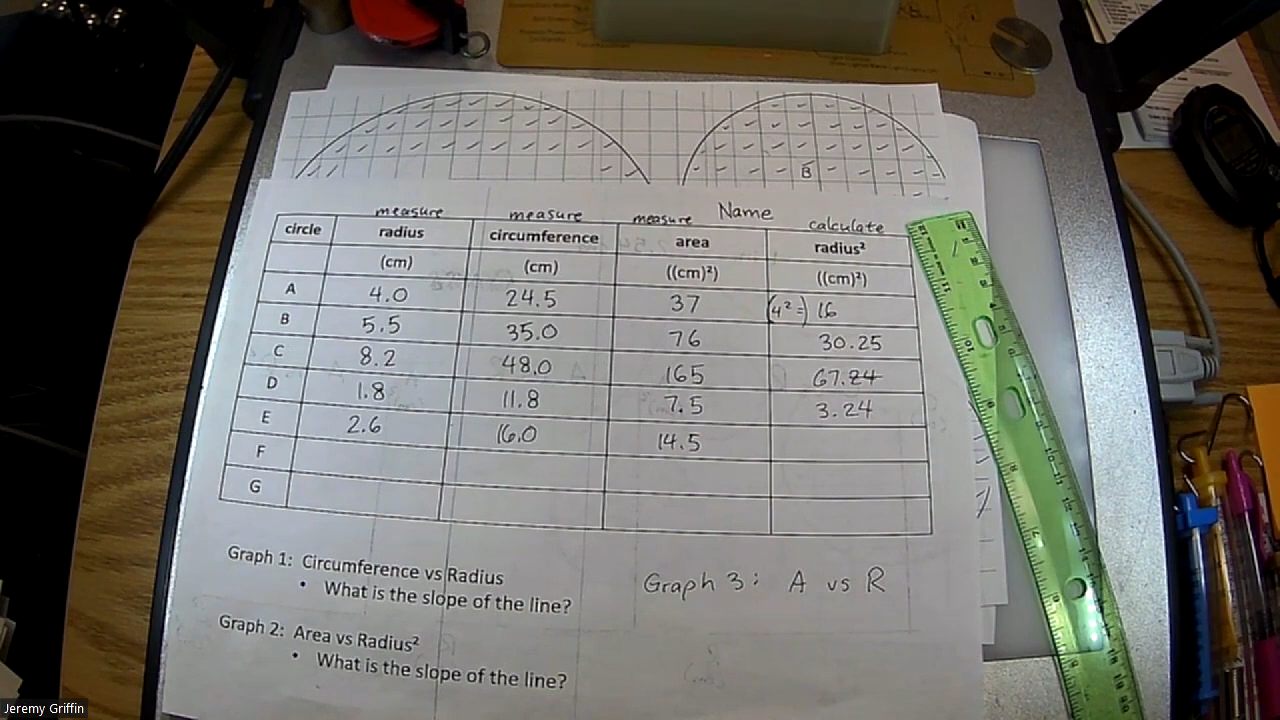 B
measure measure measure Name calculate
circle radius circumference area radius²
(cm) (cm) ((cm)²) ((cm)²)
A 4.0 24.5 37 (4²=) 16
B 5.5 35.0 76 30.25
C 8.2 48.0 165 67.24
D 1.8 11.8 7.5 3.24
E 2.6 16.0 14.5
F
G
Graph 1: Circumference vs Radius
• What is the slope of the line?
Graph 3: A vs R
Graph 2: Area vs Radius²
• What is the slope of the line?
Jeremy Griffin